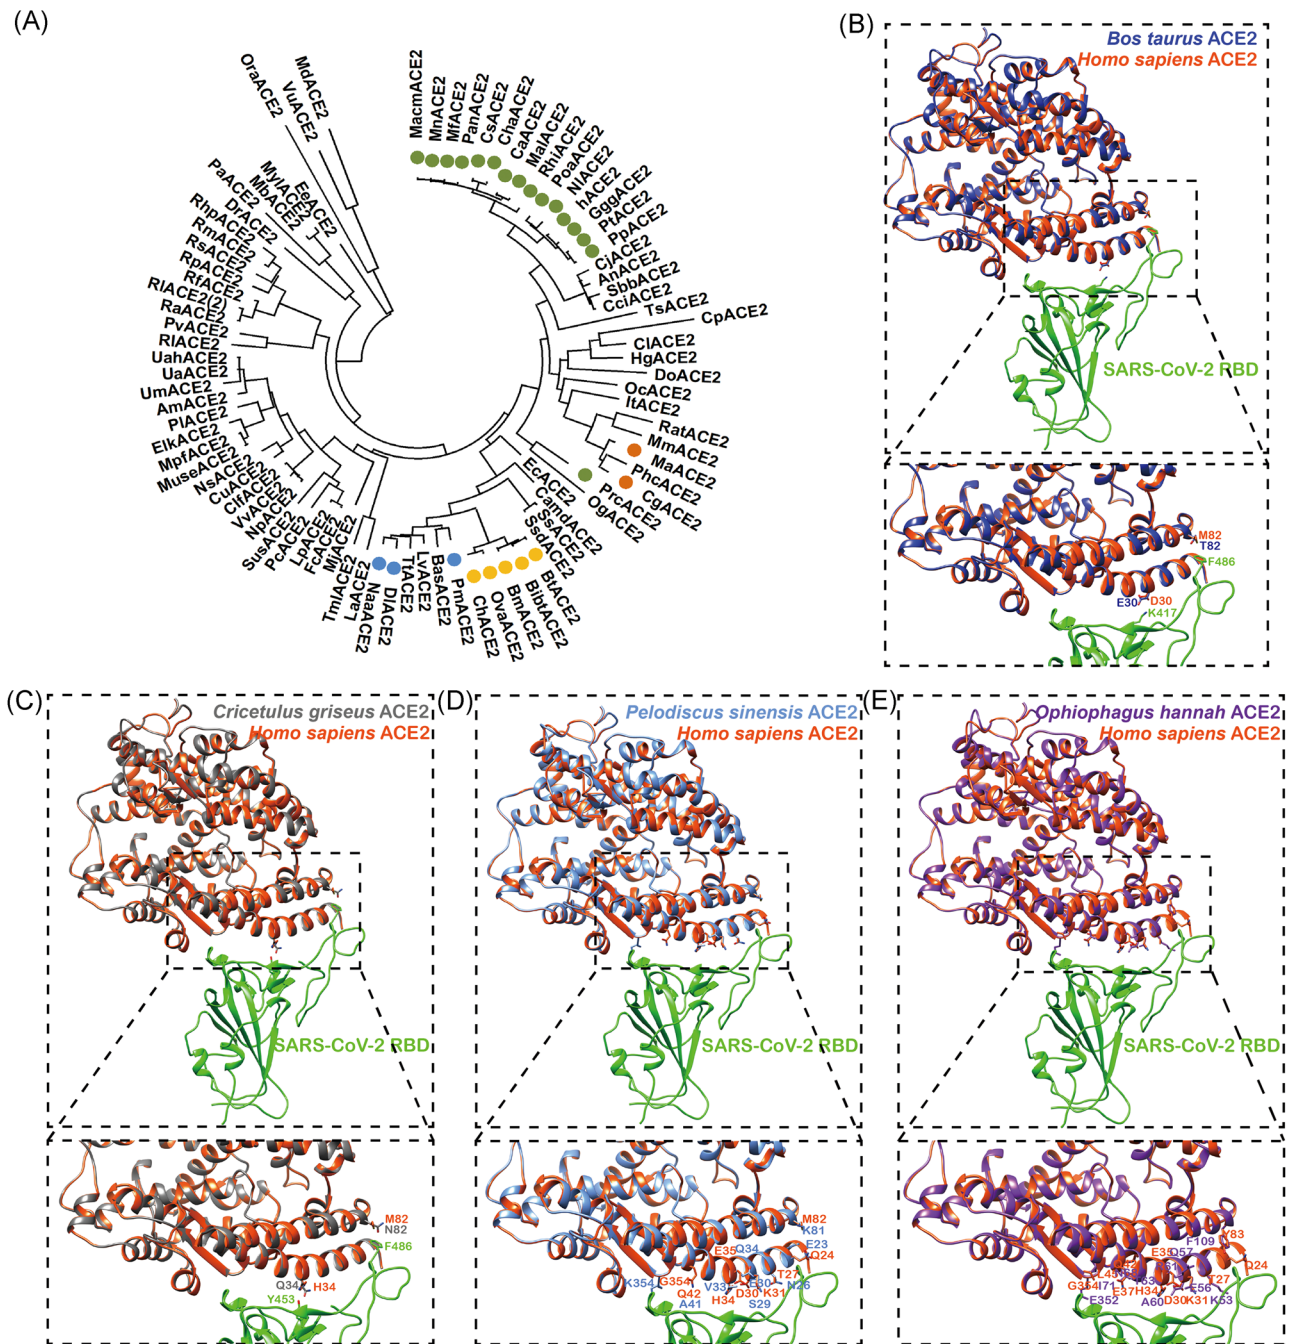 (A)
OraACE2
VuACE2
MdACE2
PaACE2
MbACE2
MylACE2
EeACE2
RhpACE2
DrACE2
RmACE2
RsACE2
RpACE2
RfACE2
RlACE2(2)
RaACE2
PvACE2
RlACE2
UahACE2
UaACE2
UmACE2
AmACE2
PlACE2
ElkACE2
MpfACE2
MuseACE2
NsACE2
CuACE2
ClfACE2
VvACE2
NpACE2
SusACE2
PcACE2
LpACE2
FcACE2
MiACE2
TmlACE2
LaACE2
NaaACE2
DlACE2
TtACE2
LvACE2
BasACE2
PmACE2
ChACE2
OvaACE2
BmACE2
BibtACE2
BtACE2
SsdACE2
SsACE2
CamdACE2
EcACE2
OgACE2
PrcACE2
CgACE2
PhcACE2
MaACE2
MmACE2
RatACE2
ItACE2
OcACE2
DoACE2
HgACE2
ClACE2
CpACE2
TsACE2
CciACE2
SbbACE2
AnACE2
CjACE2
PpACE2
PtACE2
GggACE2
hACE2
NlACE2
PoaACE2
RhiACE2
MalACE2
CaACE2
ChaACE2
CsACE2
PanACE2
MfACE2
MnACE2
MacmACE2
(B)
Bos taurus ACE2
Homo sapiens ACE2
SARS-CoV-2 RBD
M82
T82
F486
E30
D30
K417
(C)
Cricetulus griseus ACE2
Homo sapiens ACE2
SARS-CoV-2 RBD
M82
N82
F486
Q34
H34
Y453
(D)
Pelodiscus sinensis ACE2
Homo sapiens ACE2
SARS-CoV-2 RBD
M82
K81
E23
Q24
E35
Q34
K354
G354
V33
E30
T27
N26
Q42
H34
D30
K31
A41
S29
(E)
Ophiophagus hannah ACE2
Homo sapiens ACE2
SARS-CoV-2 RBD
Y83
F109
E35
Q57
Q24
Q42
L45
T27
G354
I71
E37
H34
E56
E352
A60
D30
K31
K53